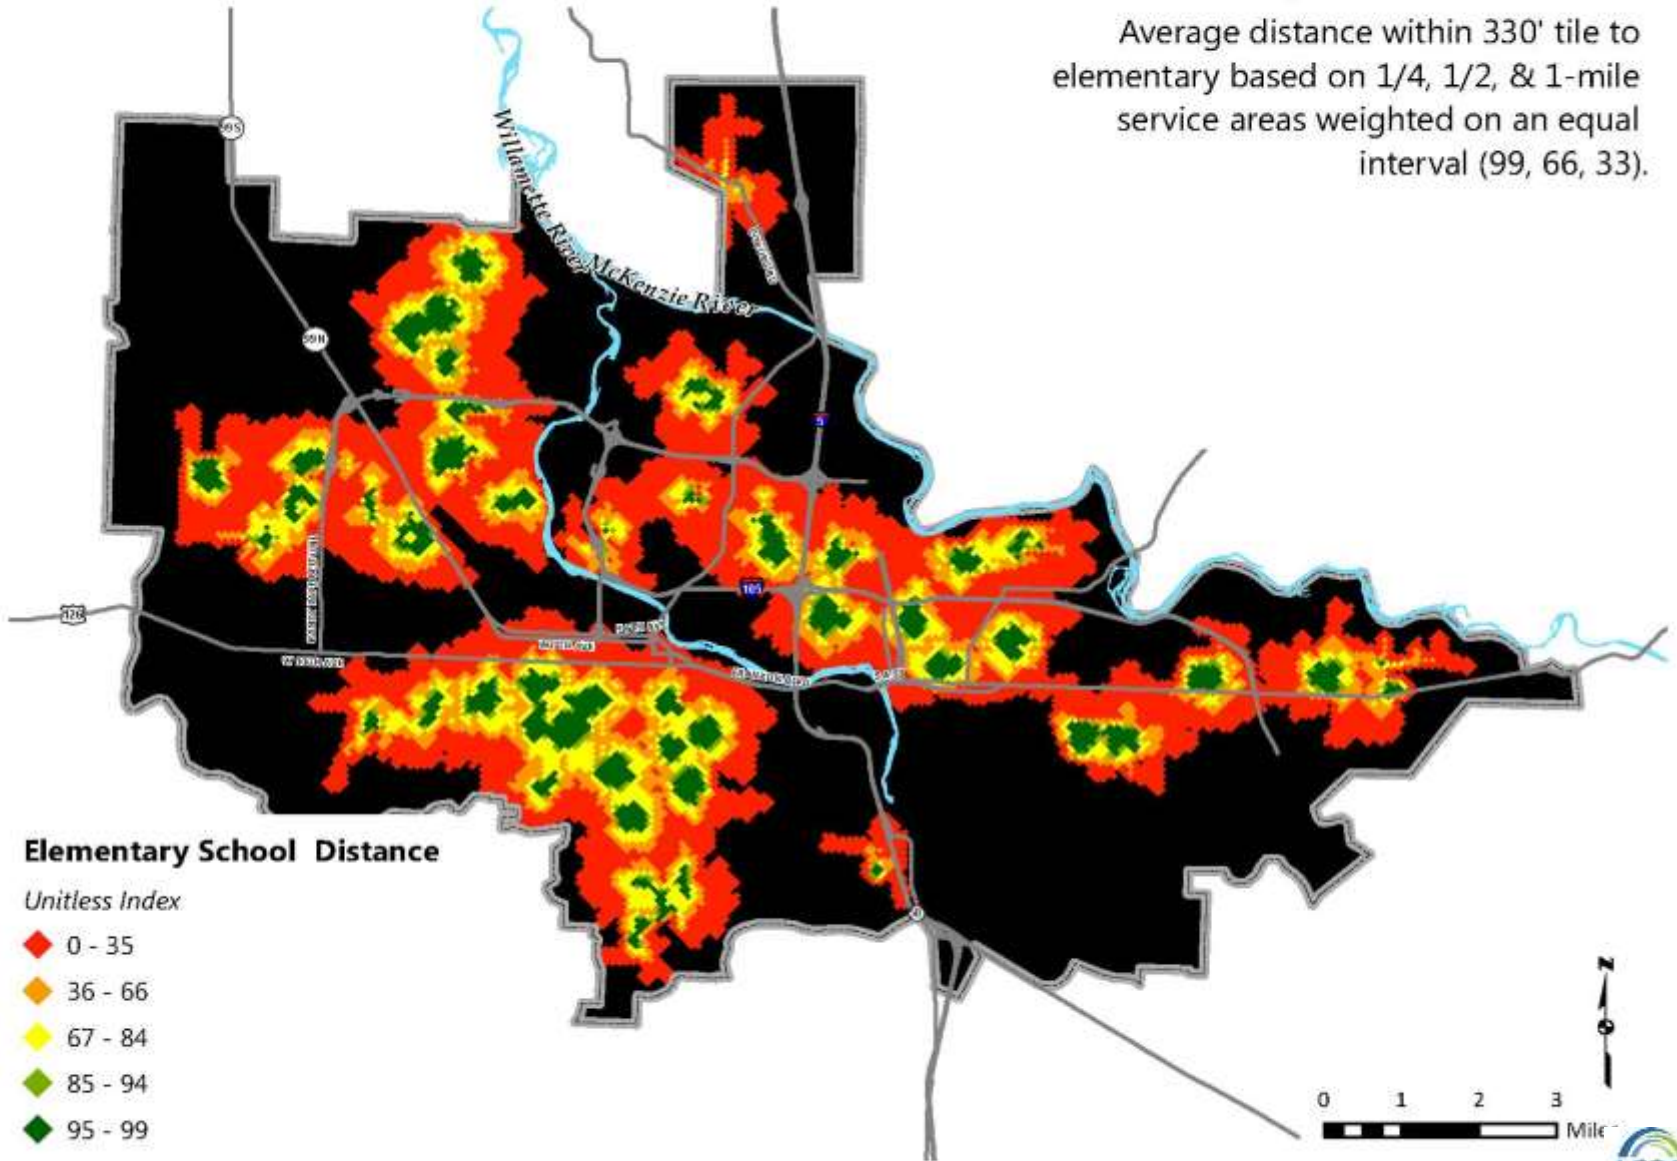 Average distance within 330' tile to
elementary based on 1/4, 1/2, & 1-mile
service areas weighted on an equal
interval (99, 66, 33).
99S
Willamette River
McKenzie River
99N
5
105
126
Elementary School  Distance
Unitless Index
0 - 35
36 - 66
67 - 84
85 - 94
95 - 99
N
0 1 2 3
Mile